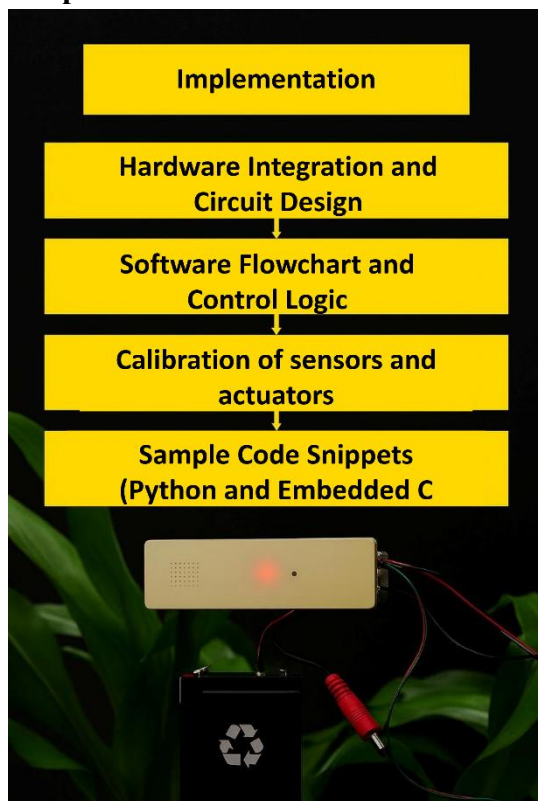 Implementation
Hardware Integration and
Circuit Design
Software Flowchart and
Control Logic
Calibration of sensors and
actuators
Sample Code Snippets
(Python and Embedded C